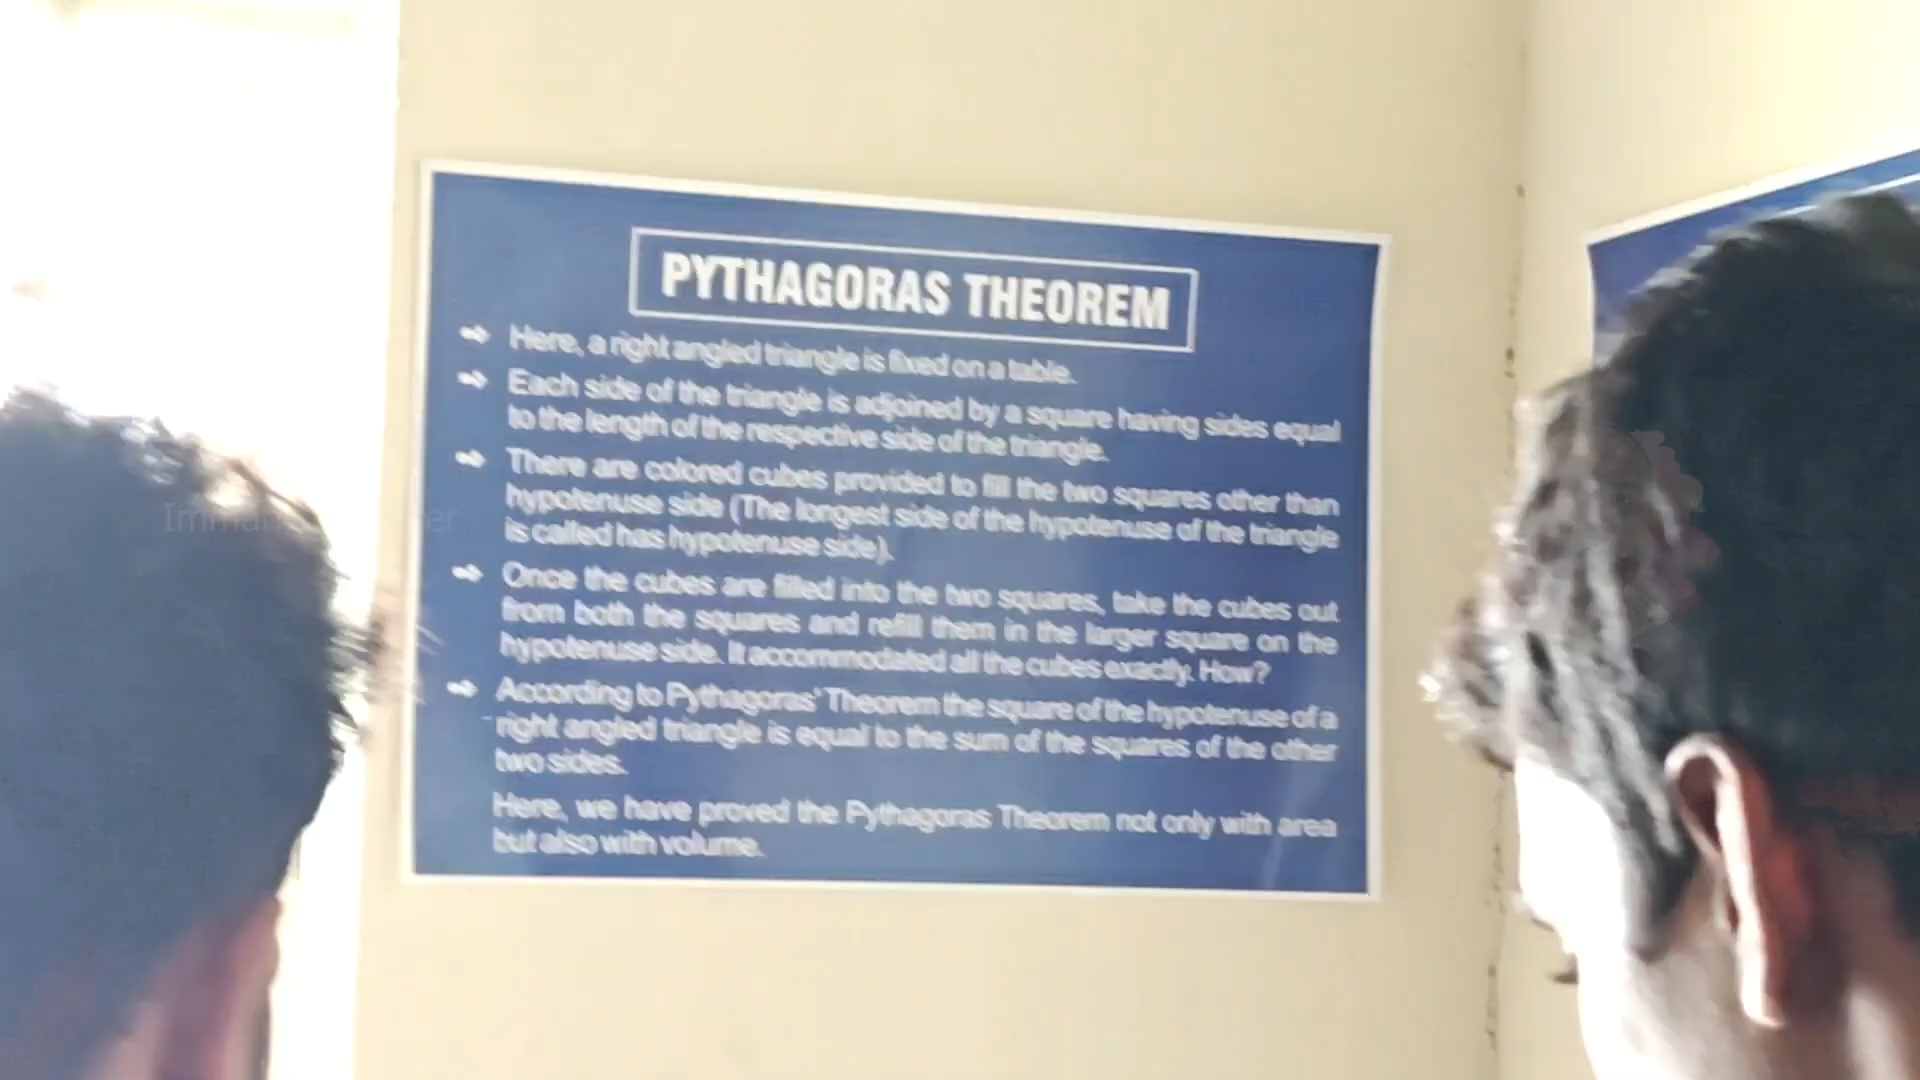 PYTHAGORAS THEOREM
➪ Here, a right angled triangle is fixed on a table.
➪ Each side of the triangle is adjoined by a square having sides equal
to the length of the respective side of the triangle.
➪ There are colored cubes provided to fill the two squares other than
hypotenuse side (The longest side of the hypotenuse of the triangle
is called has hypotenuse side).
➪ Once the cubes are filled into the two squares, take the cubes out
from both the squares and refill them in the larger square on the
hypotenuse side. It accommodated all the cubes exactly. How?
➪ According to Pythagoras' Theorem the square of the hypotenuse of a
right angled triangle is equal to the sum of the squares of the other
two sides.
Here, we have proved the Pythagoras Theorem not only with area
but also with volume.